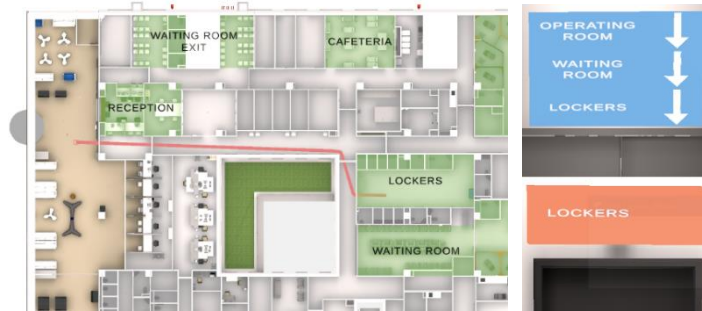 WAITING ROOM
EXIT
CAFETERIA
RECEPTION
LOCKERS
WAITING ROOM
OPERATING
ROOM
WAITING
ROOM
LOCKERS
LOCKERS